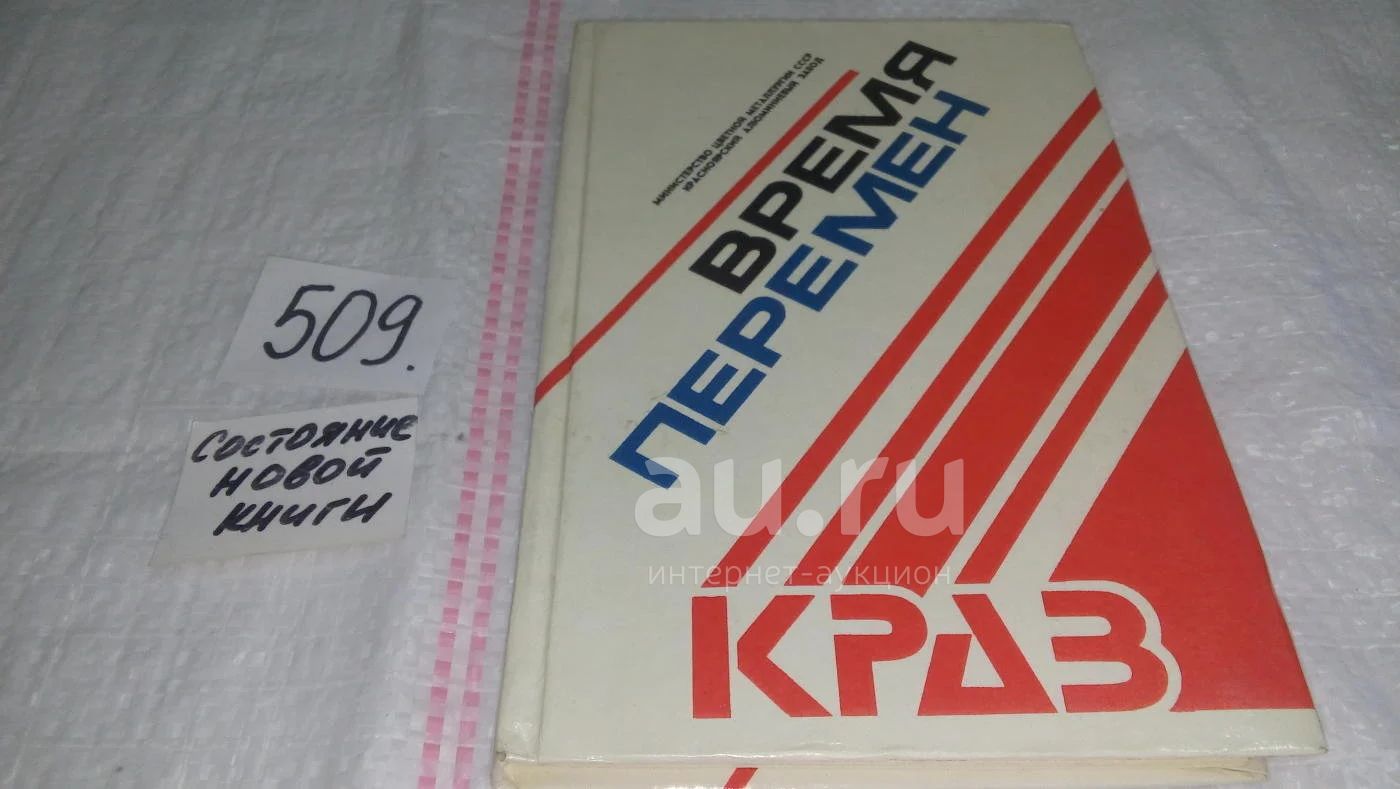 509.
состояние
новой
книги
МИНИСТЕРСТВО ЦВЕТНОЙ МЕТАЛЛУРГИИ СССР
КРАСНОЯРСКИЙ АЛЮМИНИЕВЫЙ ЗАВОД
ВРЕМЯ
ПЕРЕМЕН
au.ru
интернет-аукцион
КРАЗ